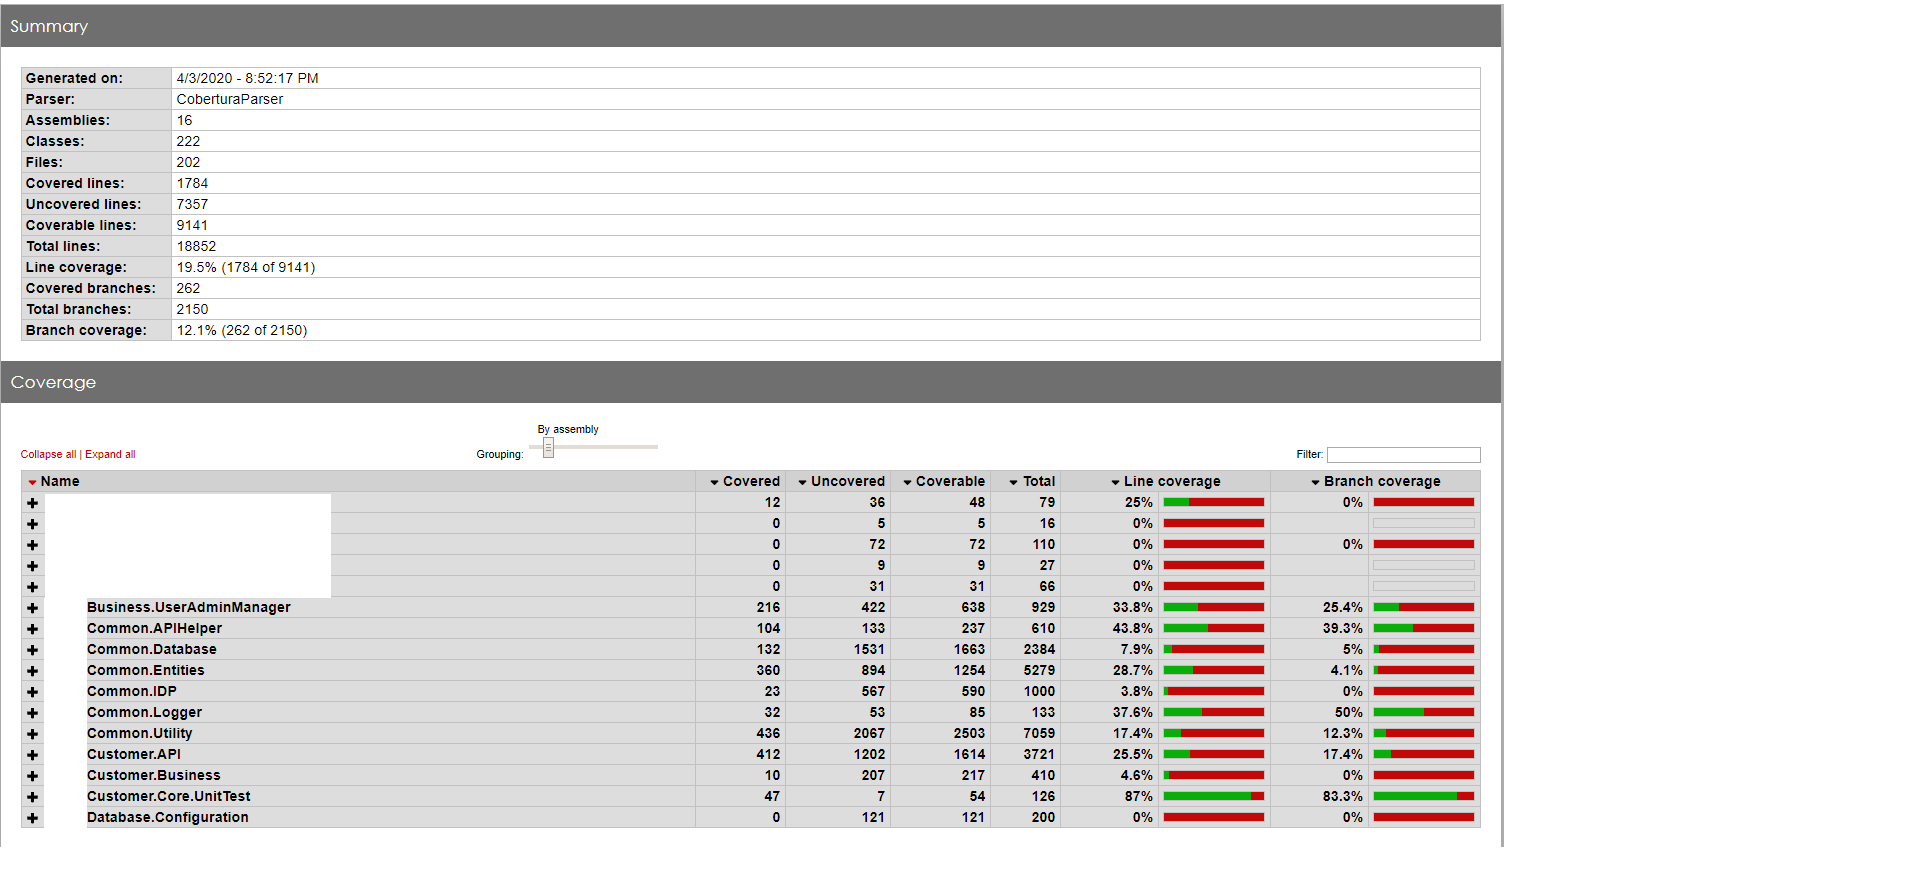 Summary
Generated on: 4/3/2020 - 8:52:17 PM
Parser: CoberturaParser
Assemblies: 16
Classes: 222
Files: 202
Covered lines: 1784
Uncovered lines: 7357
Coverable lines: 9141
Total lines: 18852
Line coverage: 19.5% (1784 of 9141)
Covered branches: 262
Total branches: 2150
Branch coverage: 12.1% (262 of 2150)
Coverage
By assembly
Collapse all | Expand all Grouping: Filter:
Name Covered Uncovered Coverable Total Line coverage Branch coverage
12 36 48 79 25% 0%
0 5 5 16 0%
0 72 72 110 0% 0%
0 9 9 27 0%
0 31 31 66 0%
Business.UserAdminManager 216 422 638 929 33.8% 25.4%
Common.APIHelper 104 133 237 610 43.8% 39.3%
Common.Database 132 1531 1663 2384 7.9% 5%
Common.Entities 360 894 1254 5279 28.7% 4.1%
Common.IDP 23 567 590 1000 3.8% 0%
Common.Logger 32 53 85 133 37.6% 50%
Common.Utility 436 2067 2503 7059 17.4% 12.3%
Customer.API 412 1202 1614 3721 25.5% 17.4%
Customer.Business 10 207 217 410 4.6% 0%
Customer.Core.UnitTest 47 7 54 126 87% 83.3%
Database.Configuration 0 121 121 200 0% 0%